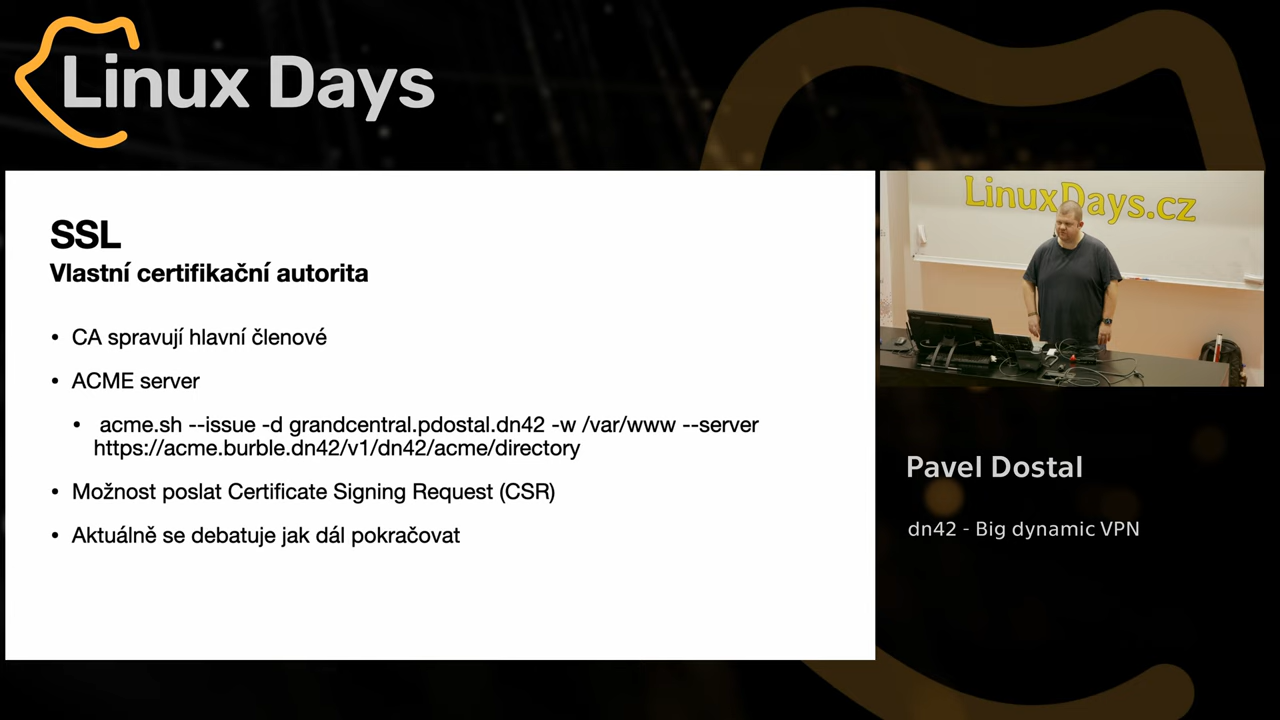 Linux Days
SSL
Vlastní certifikační autorita
• CA spravují hlavní členové
• ACME server
• acme.sh --issue -d grandcentral.pdostal.dn42 -w /var/www --server
https://acme.burble.dn42/v1/dn42/acme/directory
• Možnost poslat Certificate Signing Request (CSR)
• Aktuálně se debatuje jak dál pokračovat
LinuxDays.cz
Pavel Dostal
dn42 - Big dynamic VPN